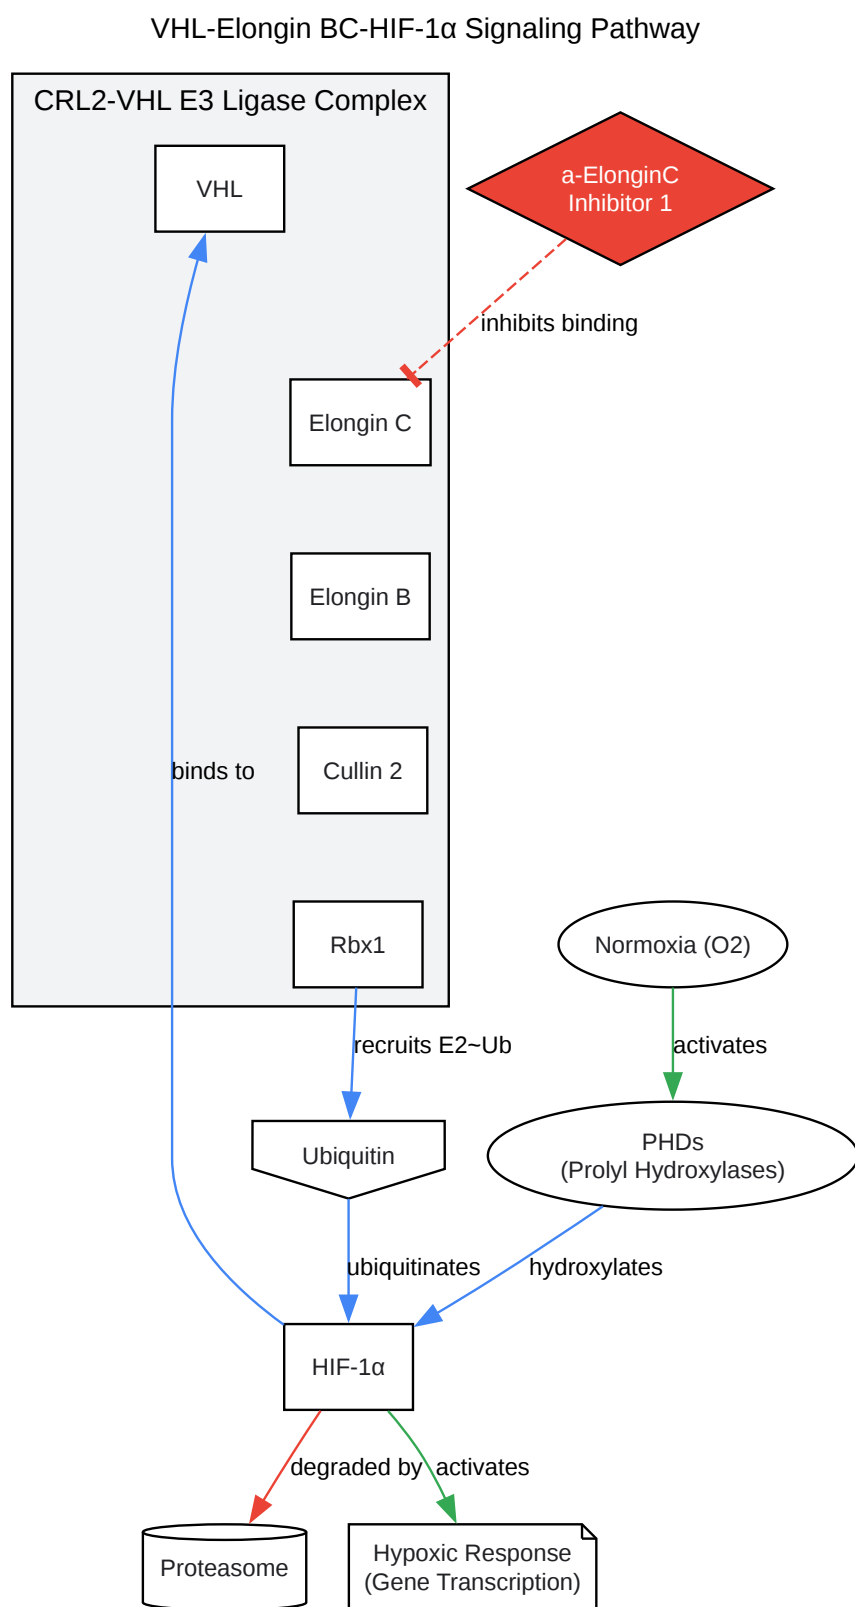 VHL-Elongin BC-HIF-1α Signaling Pathway
CRL2-VHL E3 Ligase Complex
VHL
a-ElonginC
Inhibitor 1
inhibits binding
Elongin C
Elongin B
binds to
Cullin 2
Rbx1
Normoxia (O2)
recruits E2~Ub
activates
Ubiquitin
PHDs
(Prolyl Hydroxylases)
ubiquitinates
hydroxylates
HIF-1α
degraded by
activates
Proteasome
Hypoxic Response
(Gene Transcription)